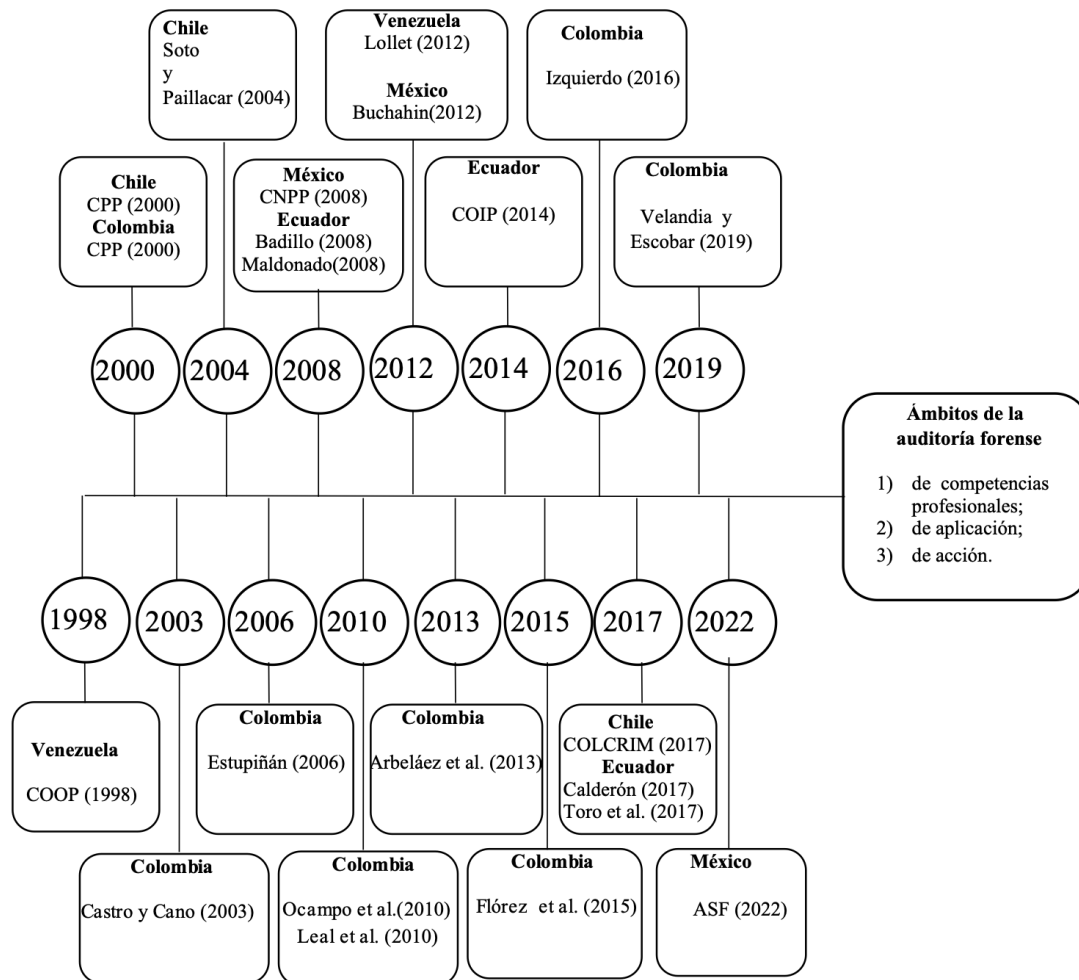 Chile
Soto
y
Paillacar (2004)
Venezuela
Lollet (2012)
México
Buchahin(2012)
Colombia
Izquierdo (2016)
Chile
CPP (2000)
Colombia
CPP (2000)
México
CNPP (2008)
Ecuador
Badillo (2008)
Maldonado(2008)
Ecuador
COIP (2014)
Colombia
Velandia y
Escobar (2019)
2000
2004
2008
2012
2014
2016
2019
Ámbitos de la
auditoría forense
1) de competencias
profesionales;
2) de aplicación;
3) de acción.
1998
2003
2006
2010
2013
2015
2017
2022
Venezuela
COOP (1998)
Colombia
Estupiñán (2006)
Colombia
Arbeláez et al. (2013)
Chile
COLCRIM (2017)
Ecuador
Calderón (2017)
Toro et al. (2017)
Colombia
Castro y Cano (2003)
Colombia
Ocampo et al.(2010)
Leal et al. (2010)
Colombia
Flórez et al. (2015)
México
ASF (2022)